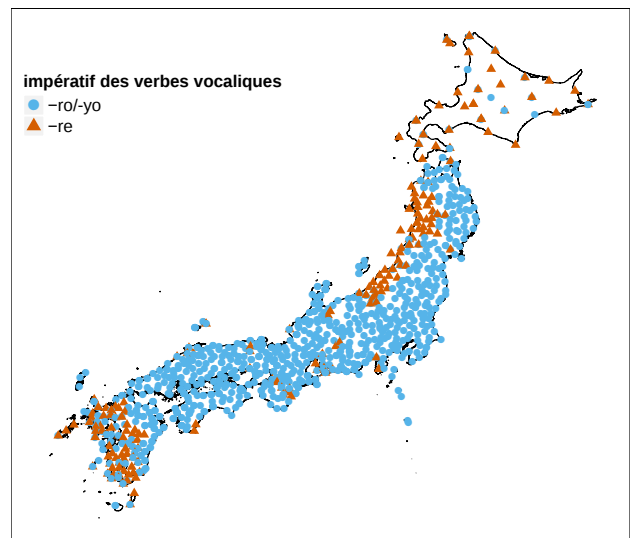 impératif des verbes vocaliques
−ro/-yo
−re